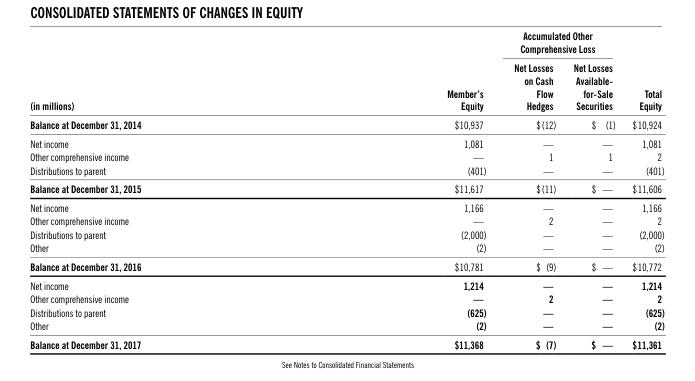 CONSOLIDATED STATEMENTS OF CHANGES IN EQUITY
Accumulated Other
Comprehensive Loss
Net Losses Net Losses
on Cash Available-
Member's Flow for-Sale Total
(in millions) Equity Hedges Securities Equity
Balance at December 31, 2014 $10,937 $(12) $ (1) $10,924
Net income 1,081 — — 1,081
Other comprehensive income — 1 1 2
Distributions to parent (401) — — (401)
Balance at December 31, 2015 $11,617 $(11) $ — $11,606
Net income 1,166 — — 1,166
Other comprehensive income — 2 — 2
Distributions to parent (2,000) — — (2,000)
Other (2) — — (2)
Balance at December 31, 2016 $10,781 $ (9) $ — $10,772
Net income 1,214 — — 1,214
Other comprehensive income — 2 — 2
Distributions to parent (625) — — (625)
Other (2) — — (2)
Balance at December 31, 2017 $11,368 $ (7) $ — $11,361
See Notes to Consolidated Financial Statements